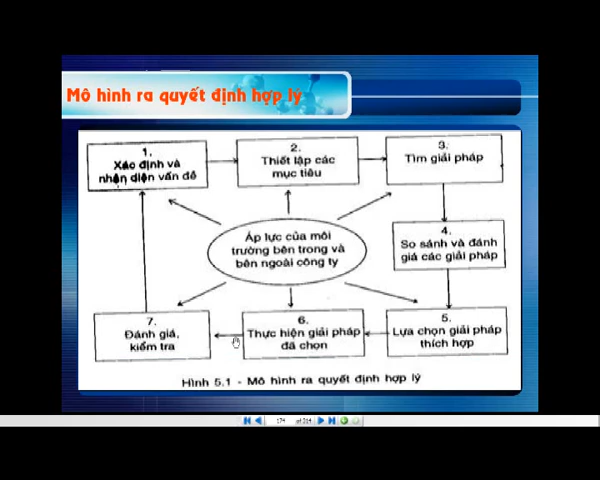 Mô hình ra quyết định hợp lý
1.
Xác định và
nhận diện vấn đề
2.
Thiết lập các
mục tiêu
3.
Tìm giải pháp
Áp lực của môi
trường bên trong và
bên ngoài công ty
4.
So sánh và đánh
giá các giải pháp
7.
Đánh giá,
kiểm tra
6.
Thực hiện giải pháp
đã chọn
5.
Lựa chọn giải pháp
thích hợp
Hình 5.1 - Mô hình ra quyết định hợp lý
174 of 214